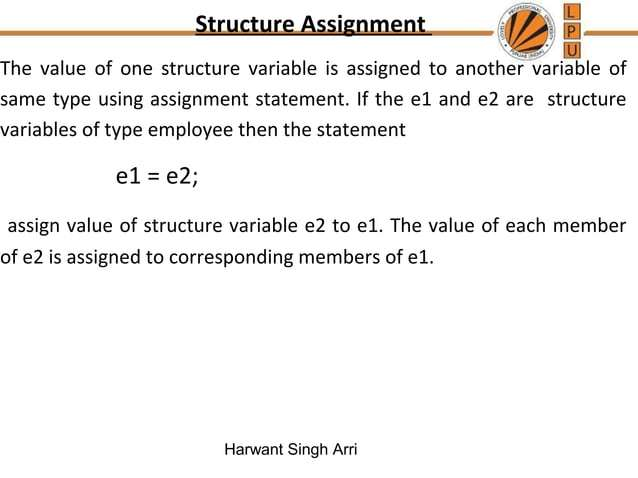 Structure Assignment
L
P
U
The value of one structure variable is assigned to another variable of
same type using assignment statement. If the e1 and e2 are structure
variables of type employee then the statement
e1 = e2;
assign value of structure variable e2 to e1. The value of each member
of e2 is assigned to corresponding members of e1.
Harwant Singh Arri